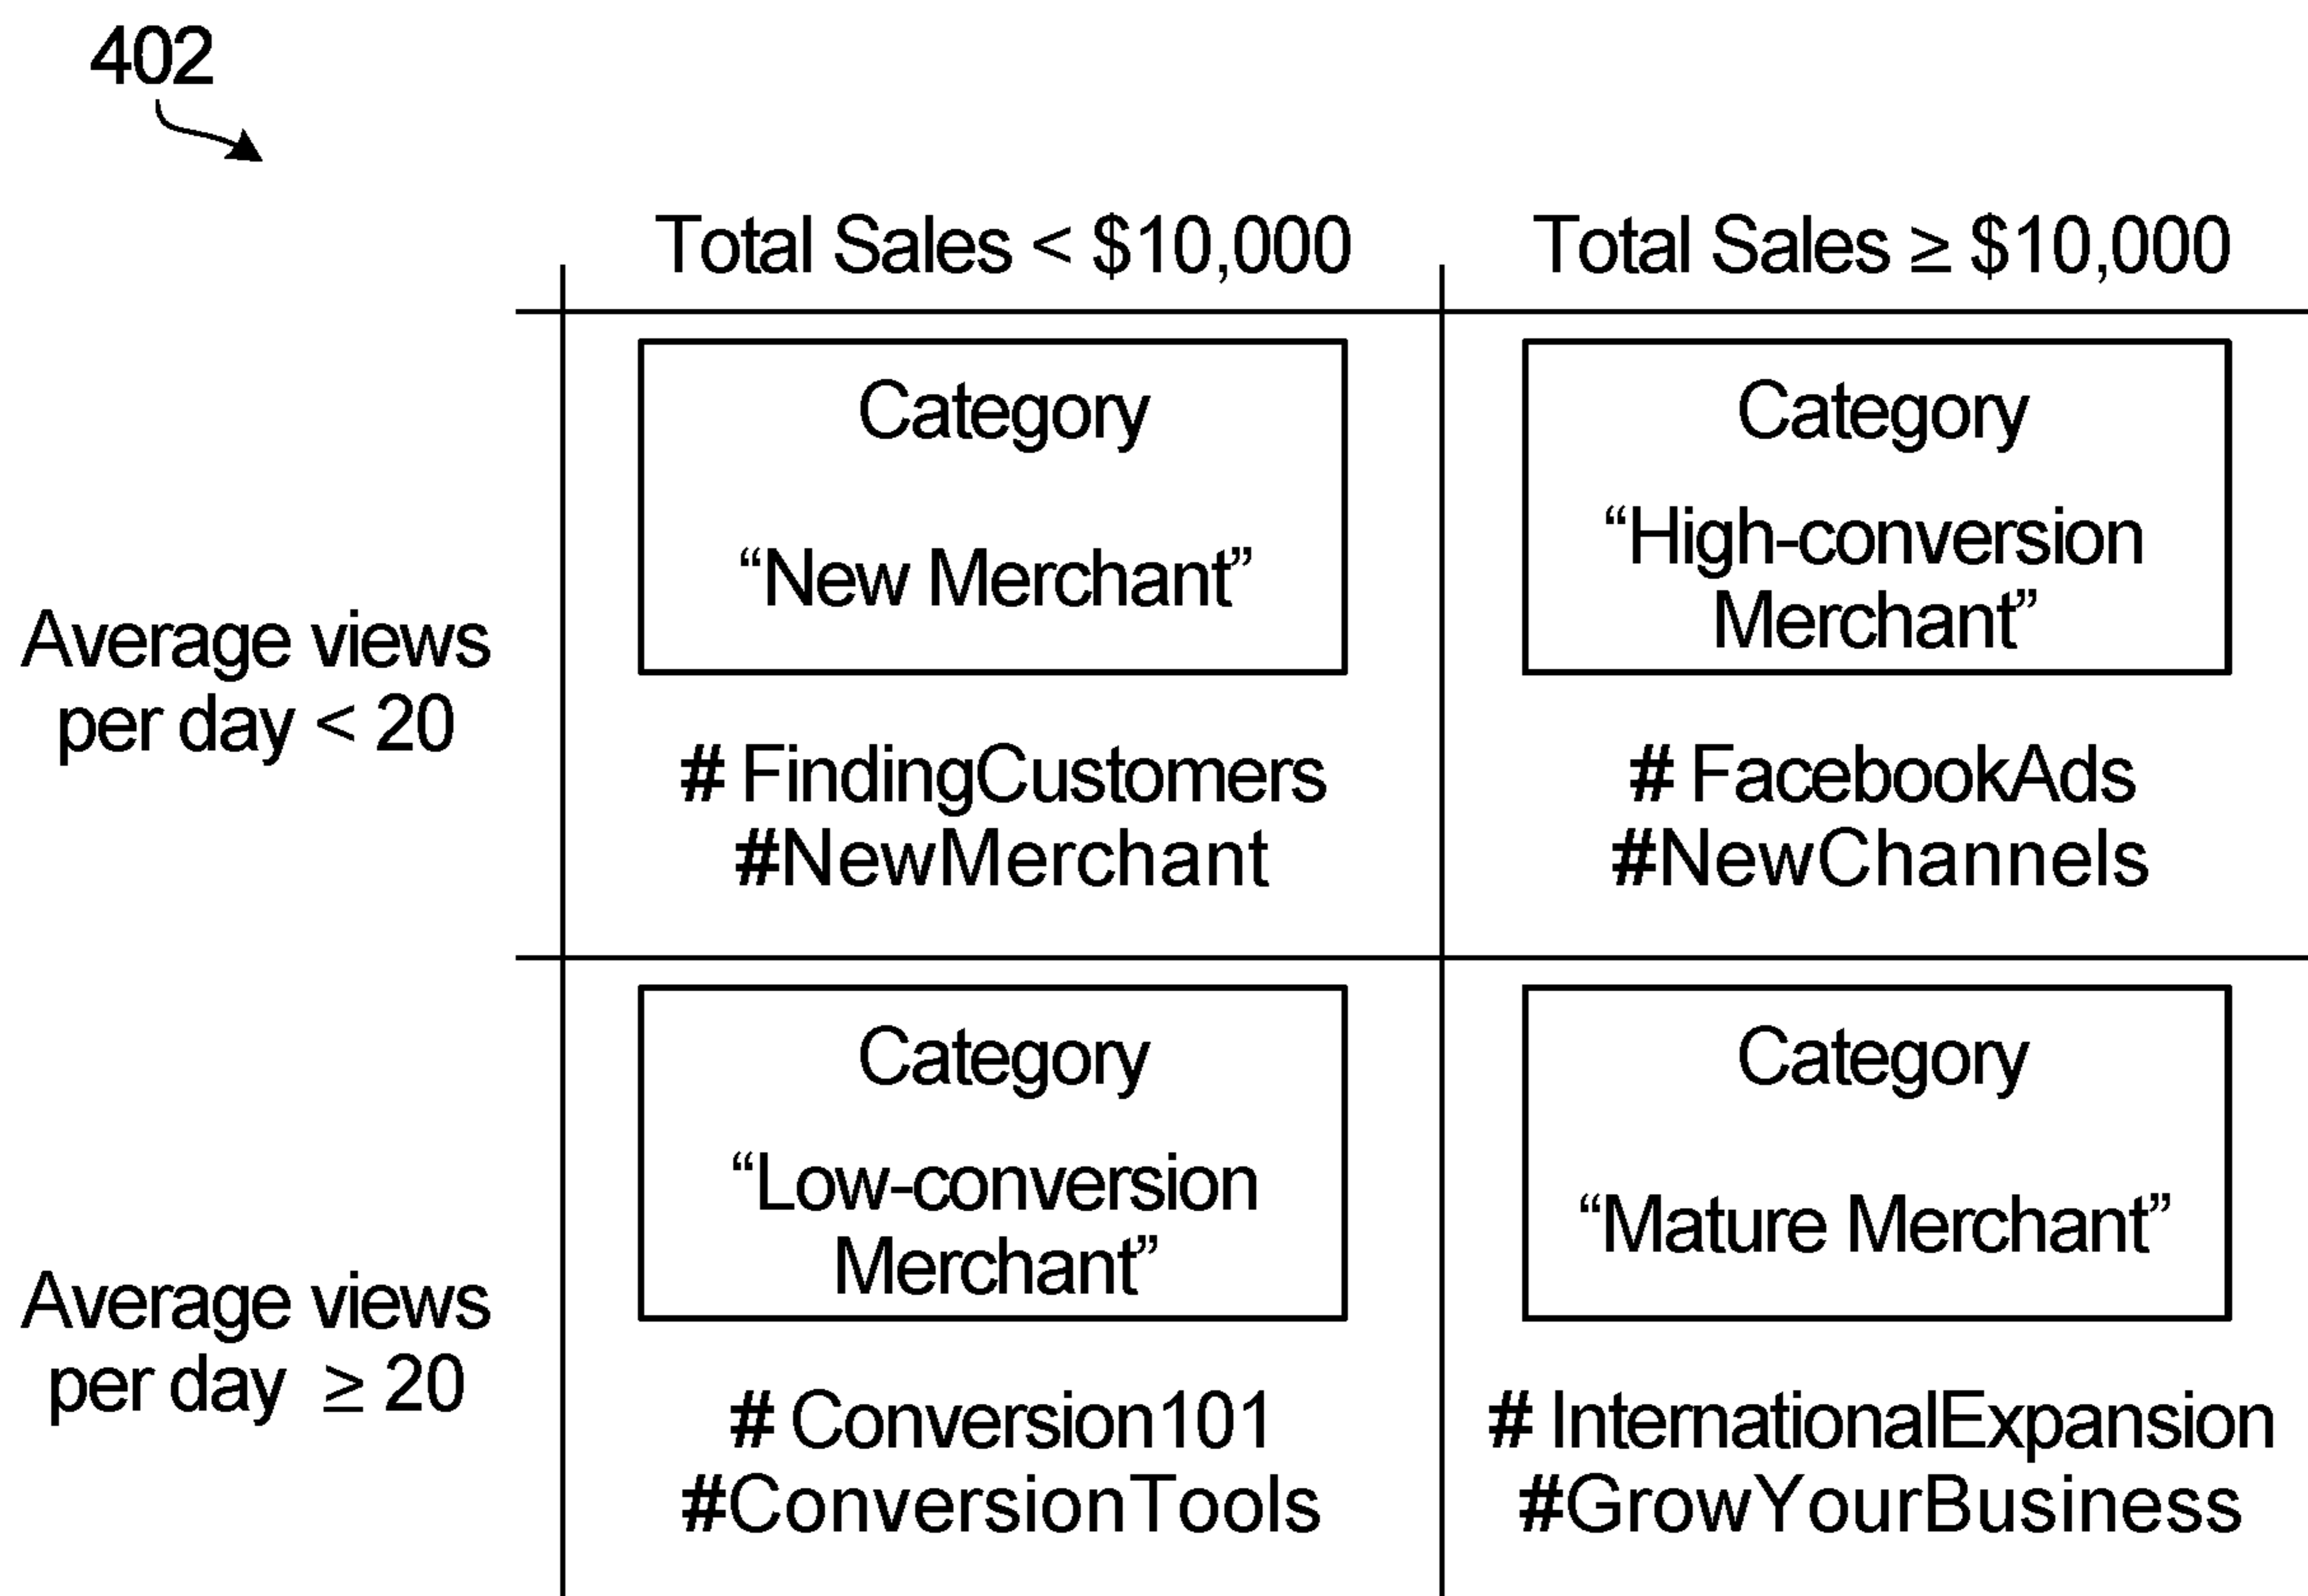 402
Total Sales < $10,000
Total Sales ≥ $10,000
Average views
per day < 20
Category
“New Merchant”
# FindingCustomers
#NewMerchant
Category
“High-conversion
Merchant”
# FacebookAds
#NewChannels
Average views
per day ≥ 20
Category
“Low-conversion
Merchant”
# Conversion101
#ConversionTools
Category
“Mature Merchant”
# InternationalExpansion
#GrowYourBusiness